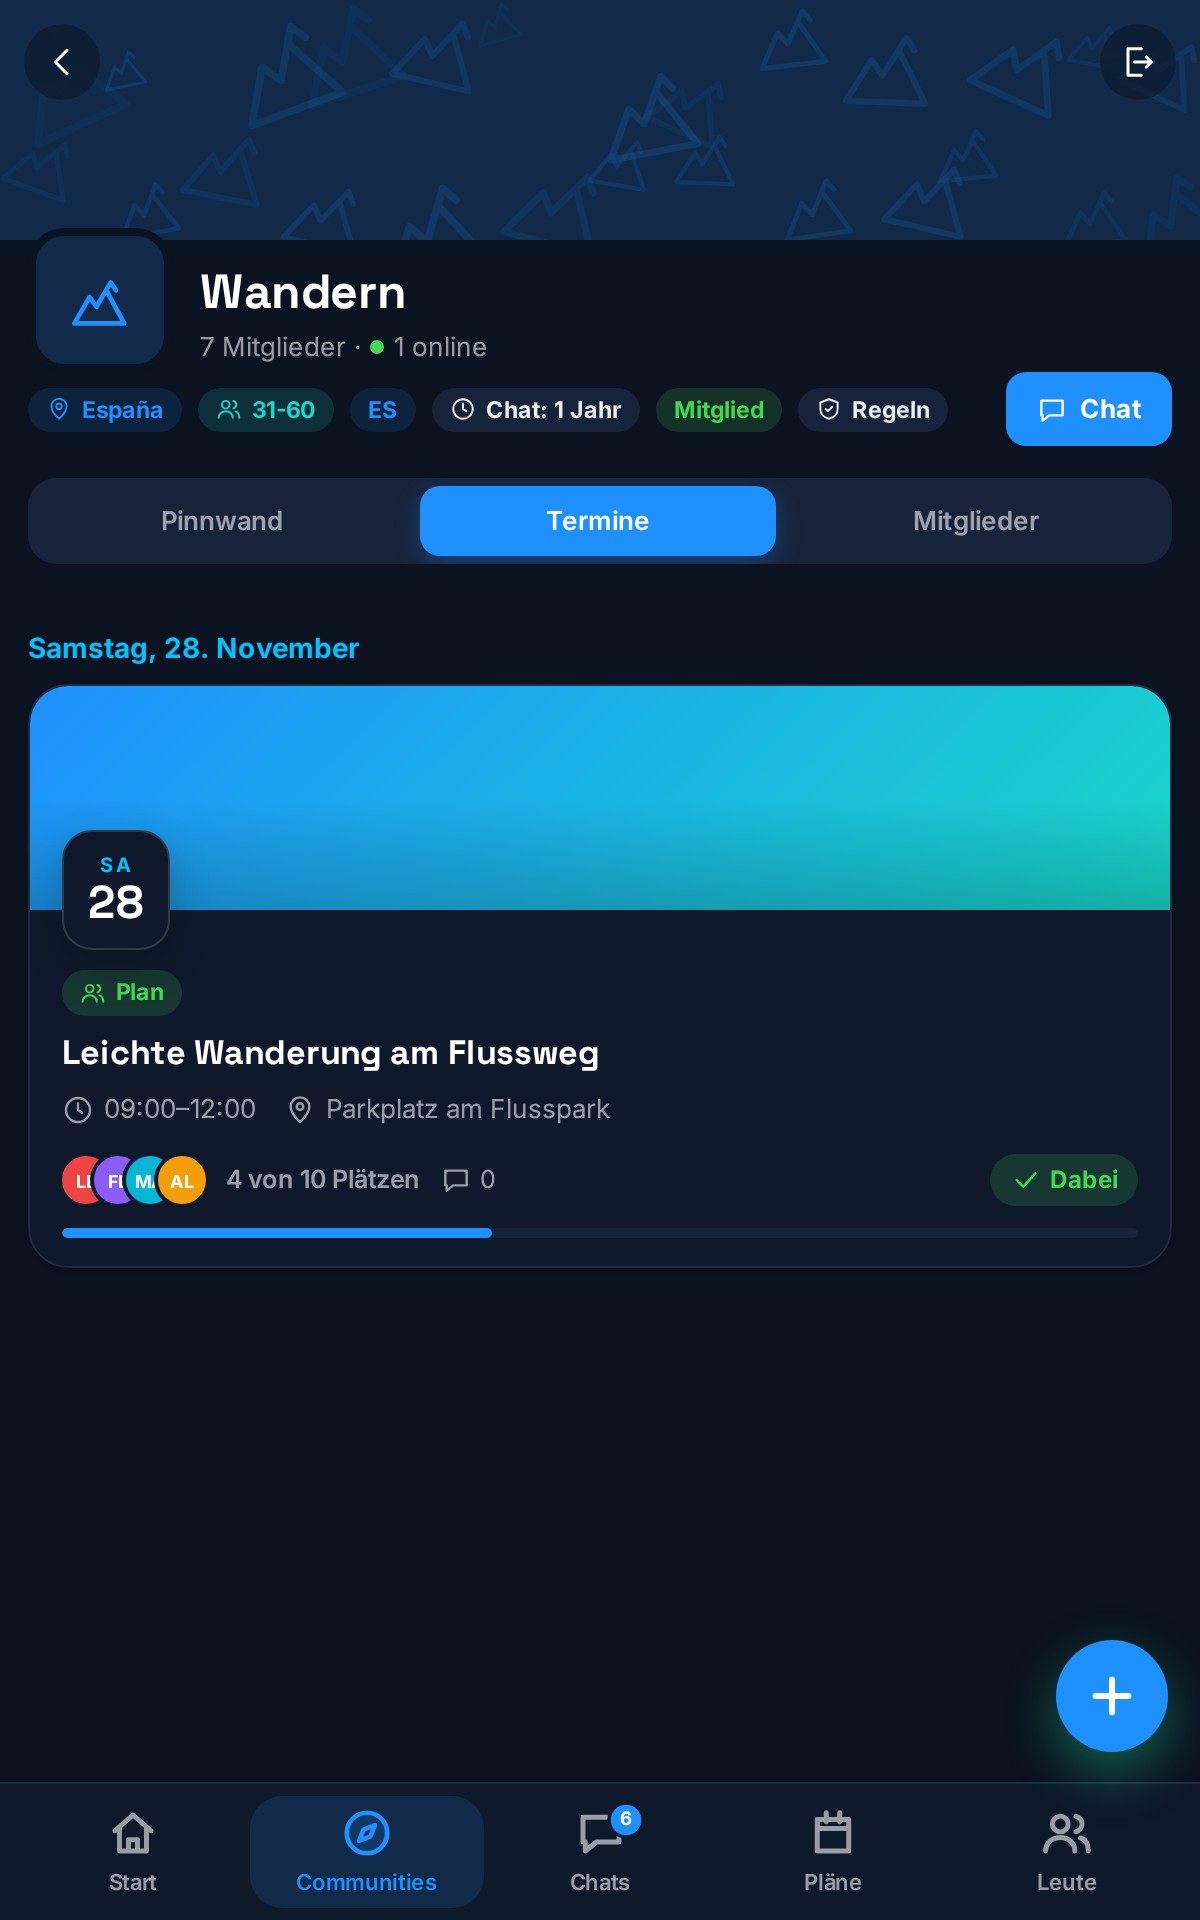 Wandern
7 Mitglieder · 1 online
España 31-60 ES Chat: 1 Jahr Mitglied Regeln Chat
Pinnwand Termine Mitglieder
Samstag, 28. November
SA
28
Plan
Leichte Wanderung am Flussweg
09:00–12:00 Parkplatz am Flusspark
AL 4 von 10 Plätzen 0 Dabei
6
Start Communities Chats Pläne Leute